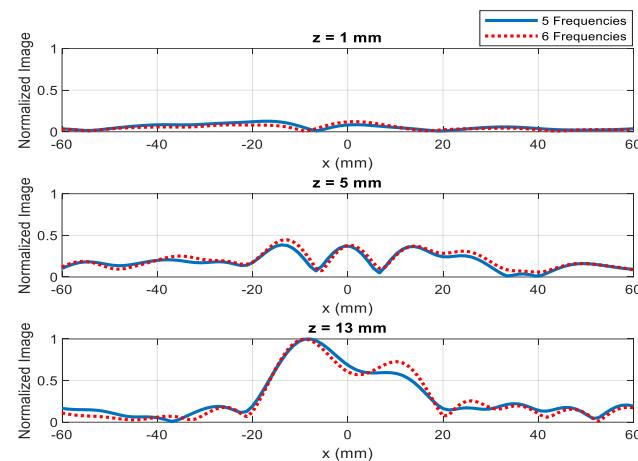 5 Frequencies
6 Frequencies
z = 1 mm
Normalized Image
1
0.5
0
-60 -40 -20 0 20 40 60
x (mm)
z = 5 mm
Normalized Image
1
0.5
0
-60 -40 -20 0 20 40 60
x (mm)
z = 13 mm
Normalized Image
1
0.5
0
-60 -40 -20 0 20 40 60
x (mm)